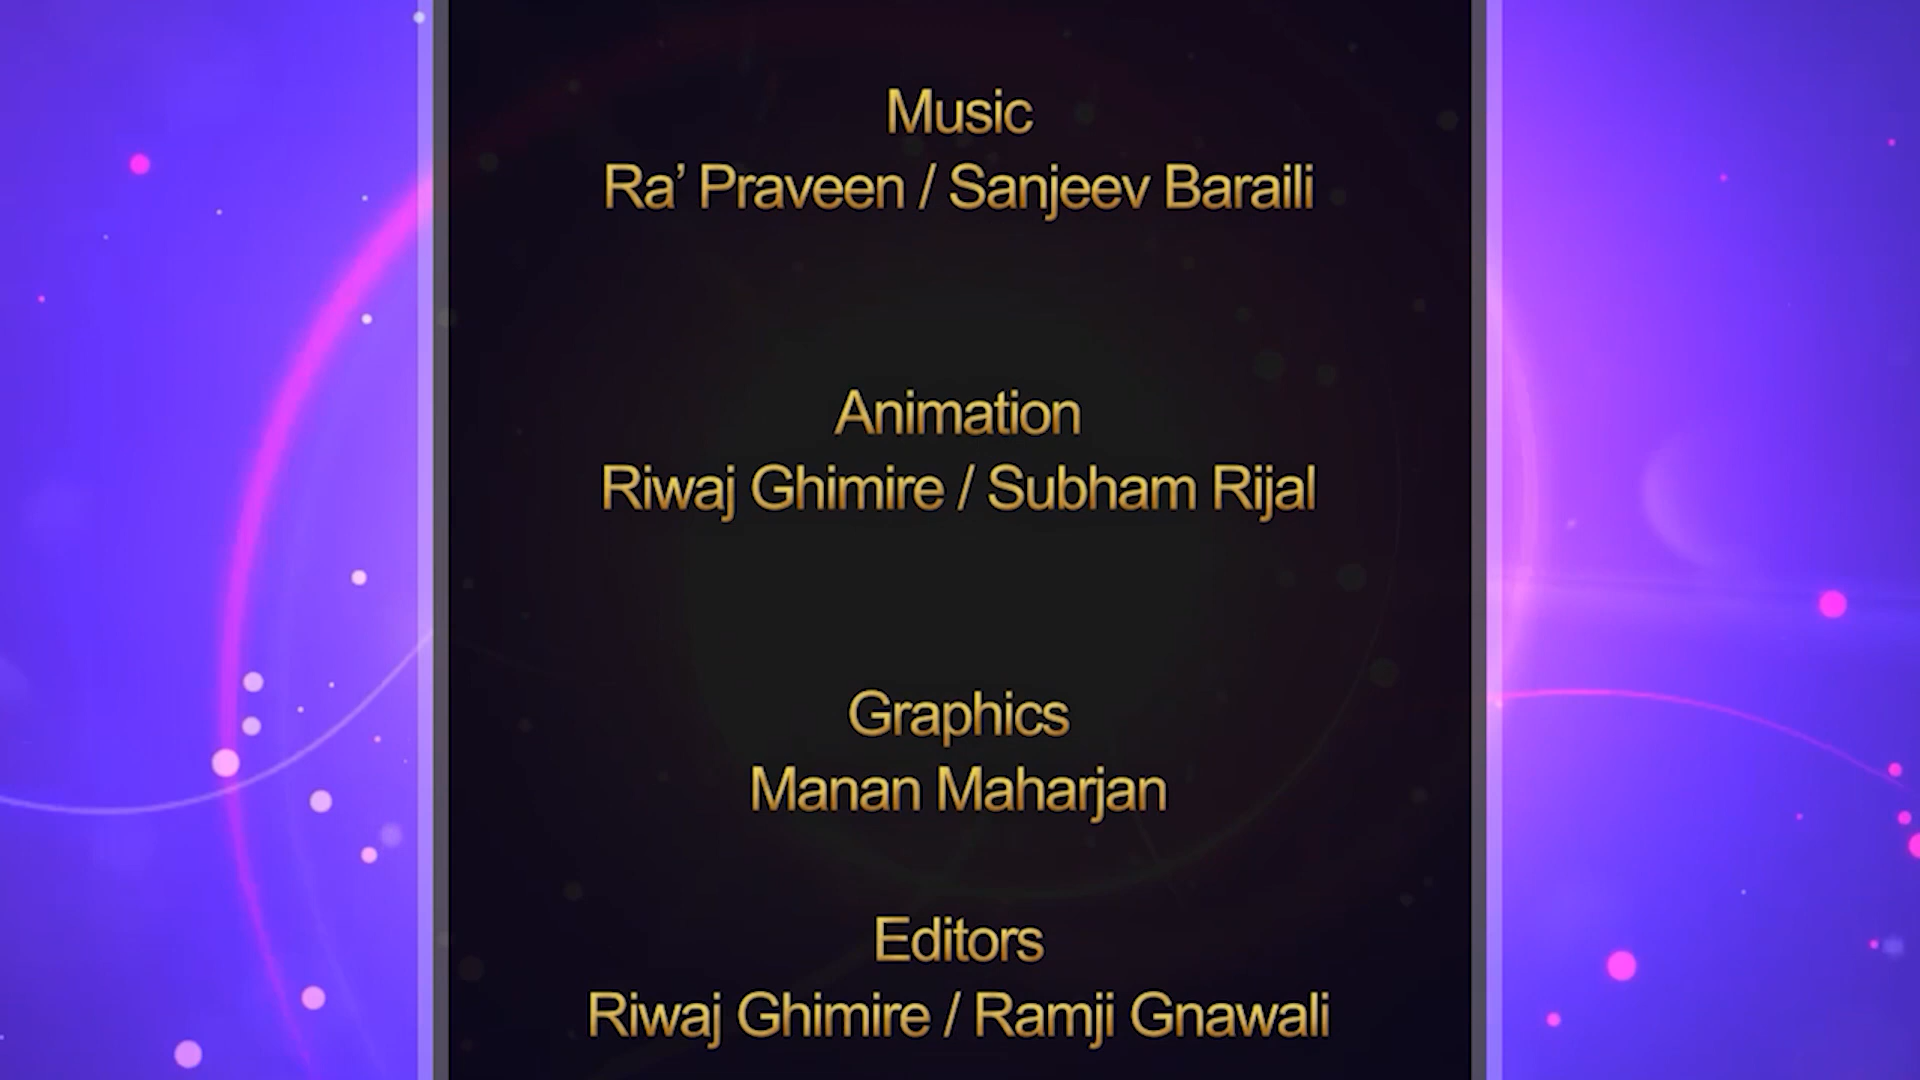 Music
Ra’ Praveen / Sanjeev Baraili
Animation
Riwaj Ghimire / Subham Rijal
Graphics
Manan Maharjan
Editors
Riwaj Ghimire / Ramji Gnawali